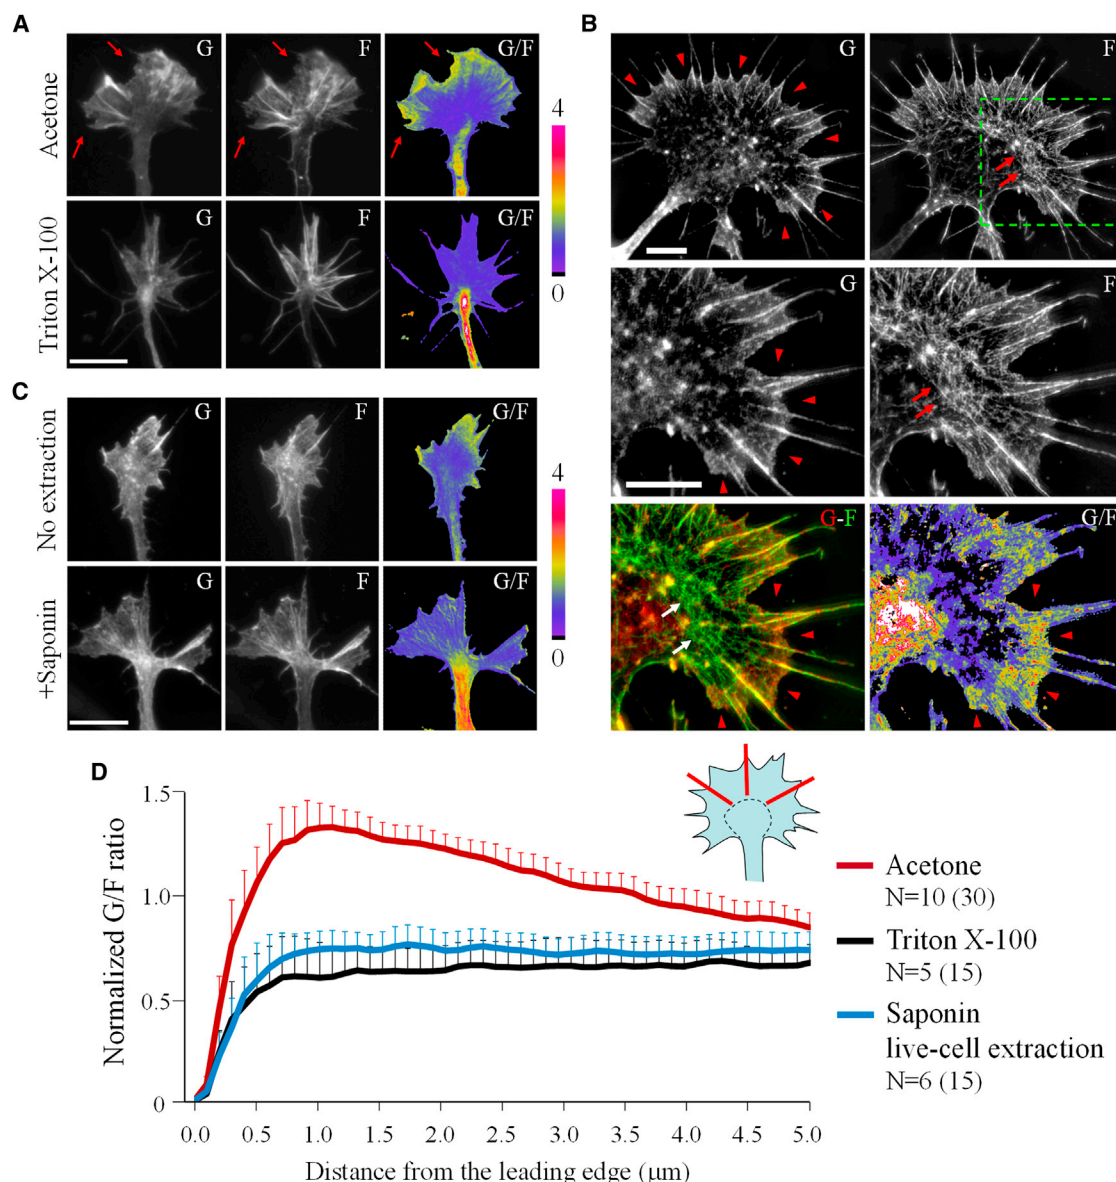 A
B
G
F
G/F
Acetone
G
F
G/F
Triton X-100
4
0
G
F
G
F
G-F
G/F
C
G
F
G/F
No extraction
G
F
G/F
+Saponin
4
0
D
Normalized G/F ratio
1.5
1.0
0.5
0
0.0 0.5 1.0 1.5 2.0 2.5 3.0 3.5 4.0 4.5 5.0
Distance from the leading edge (μm)
Acetone
N=10 (30)
Triton X-100
N=5 (15)
Saponin
live-cell extraction
N=6 (15)